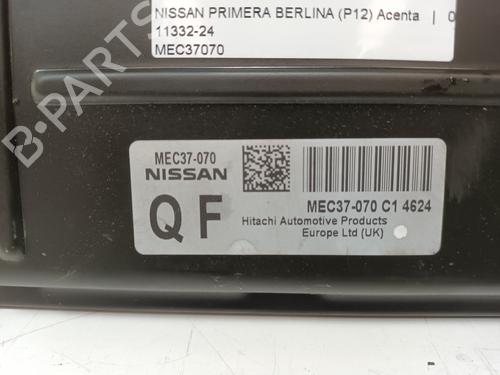 NISSAN PRIMERA BERLINA (P12) Acenta | 0
11332-24
MEC37070
MEC37-070
NISSAN
QF
MEC37-070 C1 4624
Hitachi Automotive Products
Europe Ltd (UK)